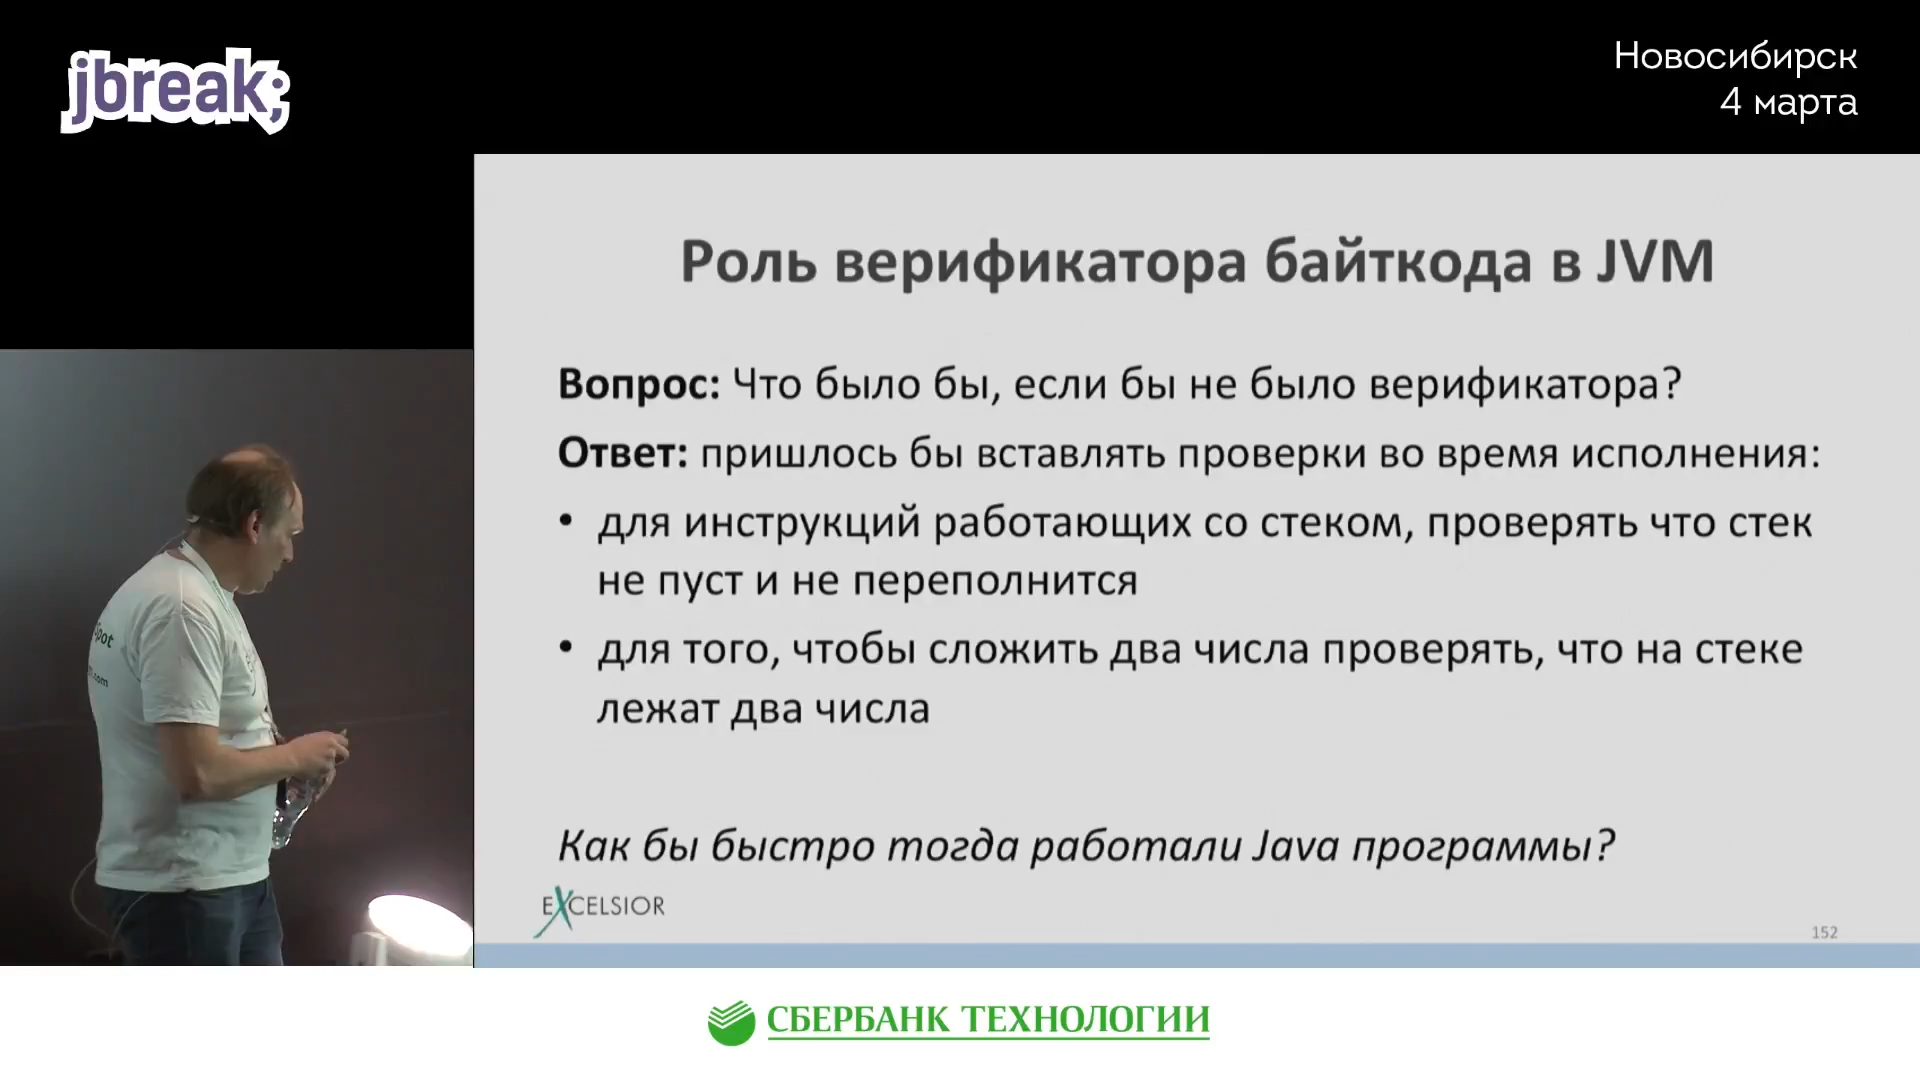 jbreak;
Новосибирск
4 марта
Роль верификатора байткода в JVM
Вопрос: Что было бы, если бы не было верификатора?
Ответ: пришлось бы вставлять проверки во время исполнения:
• для инструкций работающих со стеком, проверять что стек
не пуст и не переполнится
• для того, чтобы сложить два числа проверять, что на стеке
лежат два числа
Как бы быстро тогда работали Java программы?
EXCELSIOR
152
СБЕРБАНК ТЕХНОЛОГИИ